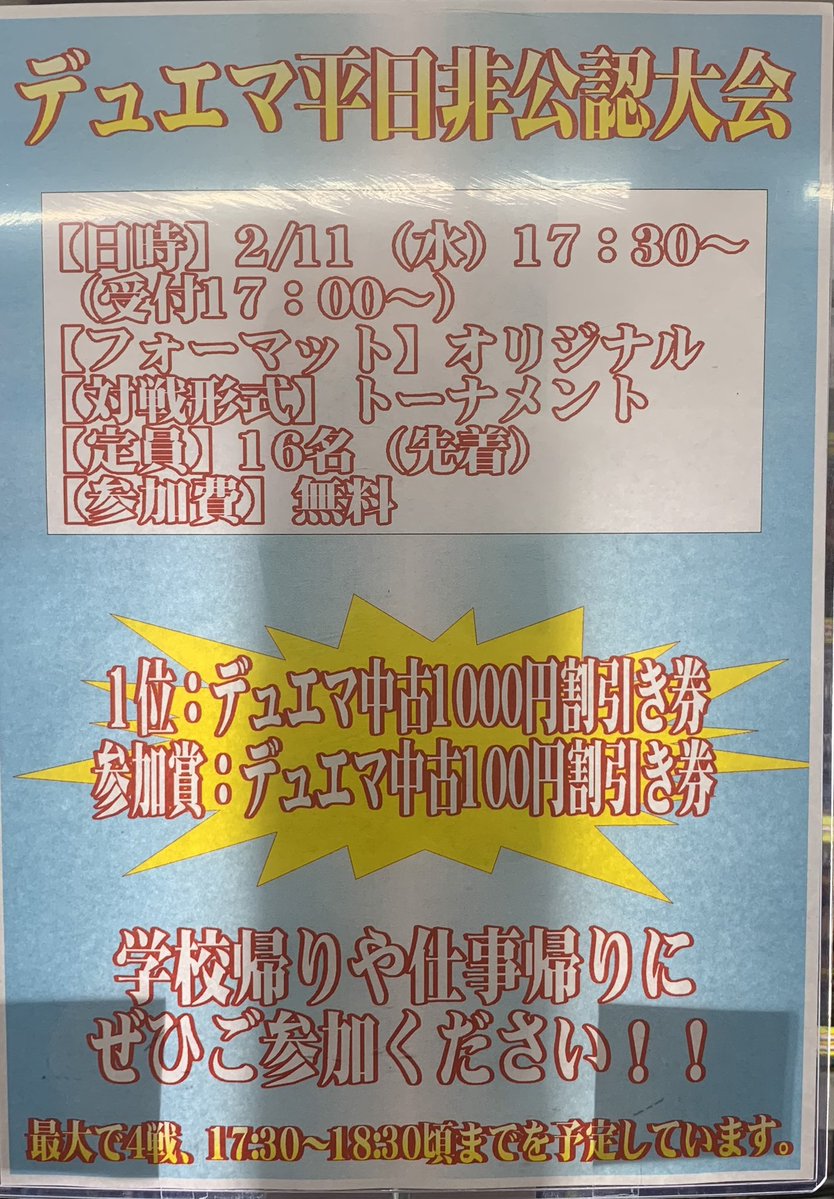 デュエマ平日非公認大会
【日時】2/11（水）17：30～
（受付17：00～）
【フォーマット】オリジナル
【対戦形式】トーナメント
【定員】16名（先着）
【参加費】無料
1位：デュエマ中古1000円割引き券
参加賞：デュエマ中古100円割引き券
学校帰りや仕事帰りに
ぜひご参加ください！！
最大で4戦、17:30～18:30頃までを予定しています。